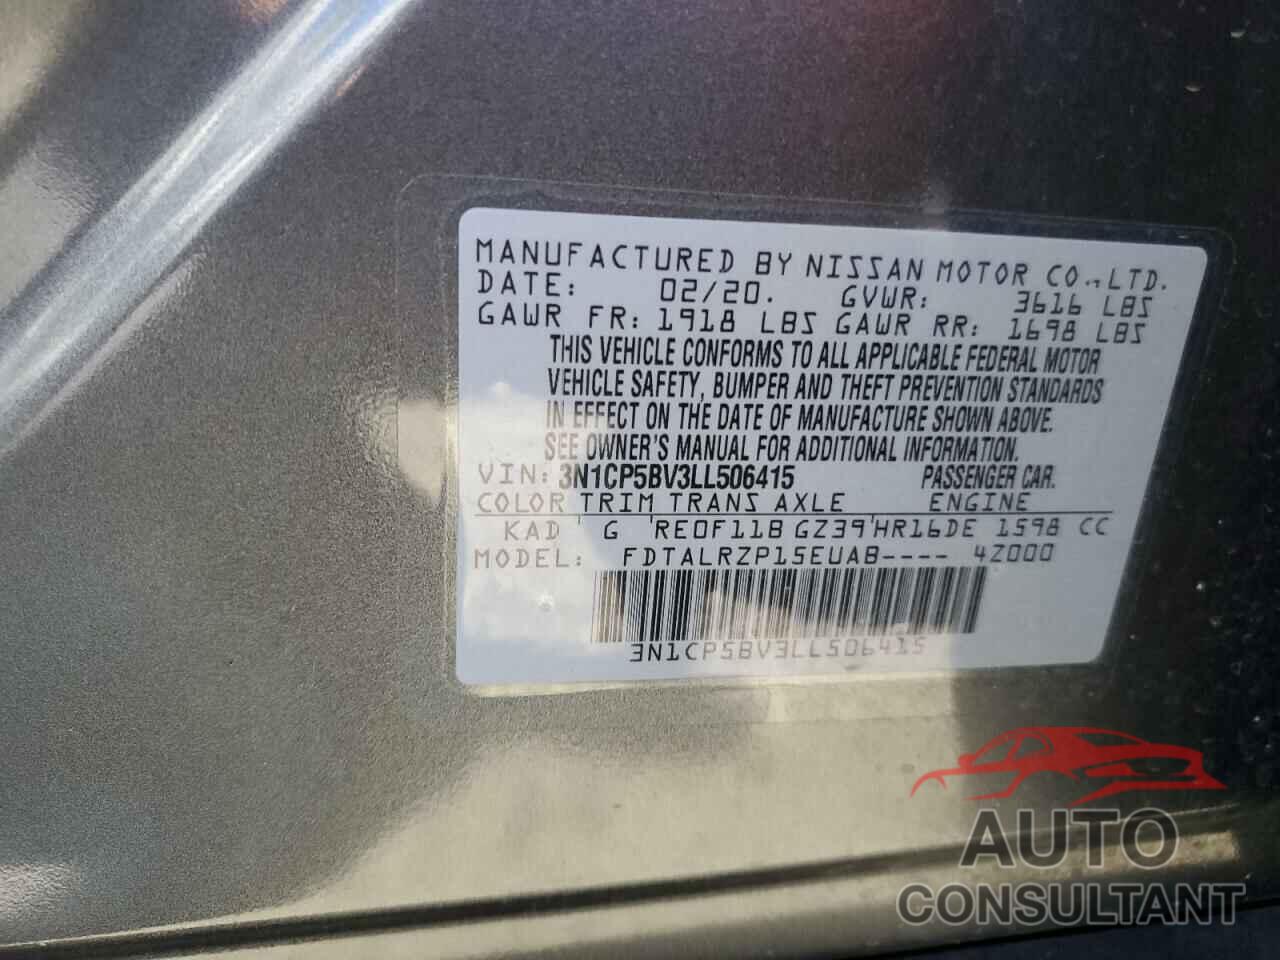 MANUFACTURED BY NISSAN MOTOR CO.,LTD.
DATE: 02/20. GVWR: 3616 LBS
GAWR FR: 1918 LBS GAWR RR: 1698 LBS
THIS VEHICLE CONFORMS TO ALL APPLICABLE FEDERAL MOTOR
VEHICLE SAFETY, BUMPER AND THEFT PREVENTION STANDARDS
IN EFFECT ON THE DATE OF MANUFACTURE SHOWN ABOVE.
SEE OWNER'S MANUAL FOR ADDITIONAL INFORMATION.
VIN: 3N1CP5BV3LL506415 PASSENGER CAR.
COLOR TRIM TRANS AXLE ENGINE
KAD ' G 'RE0F11B GZ39'HR16DE 1598 CC
MODEL: FDTALRZP15EUAB---- 4Z000
3N1CP5BV3LL506415
AUTO
CONSULTANT